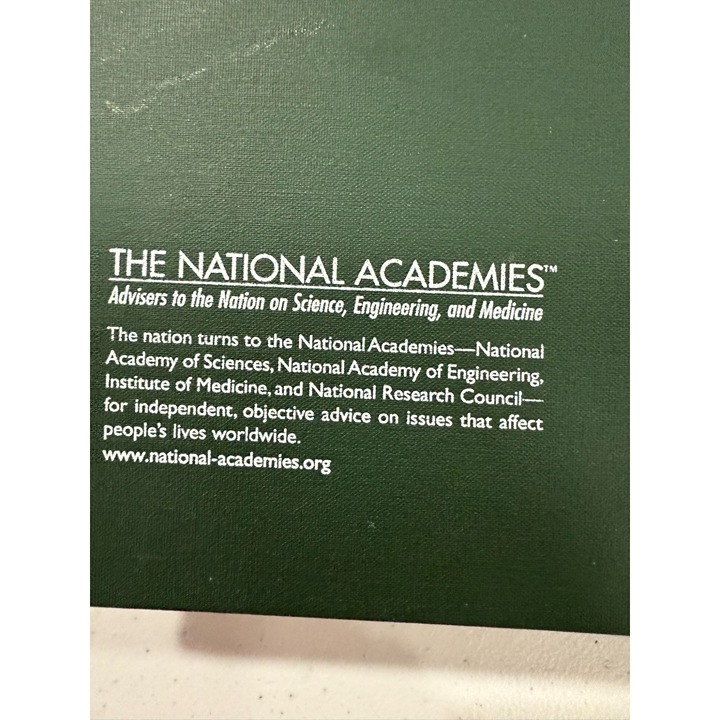 THE NATIONAL ACADEMIES™
Advisers to the Nation on Science, Engineering, and Medicine
The nation turns to the National Academies—National
Academy of Sciences, National Academy of Engineering,
Institute of Medicine, and National Research Council—
for independent, objective advice on issues that affect
people's lives worldwide.
www.national-academies.org